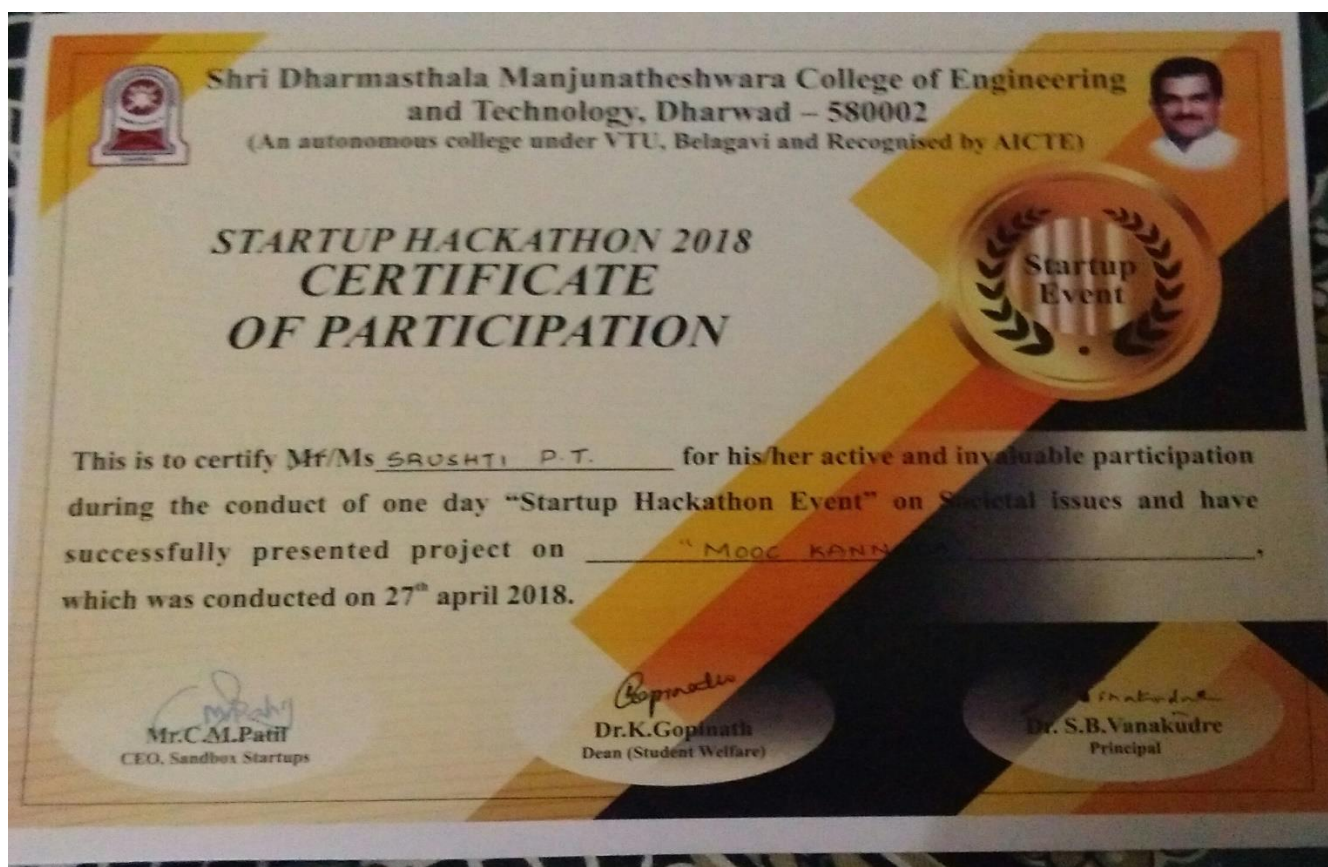 Shri Dharmasthala Manjunatheshwara College of Engineering
and Technology, Dharwad – 580002
(An autonomous college under VTU, Belagavi and Recognised by AICTE)
STARTUP HACKATHON 2018
CERTIFICATE
OF PARTICIPATION
Startup
Event
This is to certify Mr/Ms SRUSHTI P.T. for his/her active and invaluable participation
during the conduct of one day “Startup Hackathon Event” on Societal issues and have
successfully presented project on "MOOC
which was conducted on 27th april 2018.
Mr.C.M.Patil
CEO, Sandbox Startups
Dr.K.Gopinath
Dean (Student Welfare)
Dr. S.B.Vanakudre
Principal